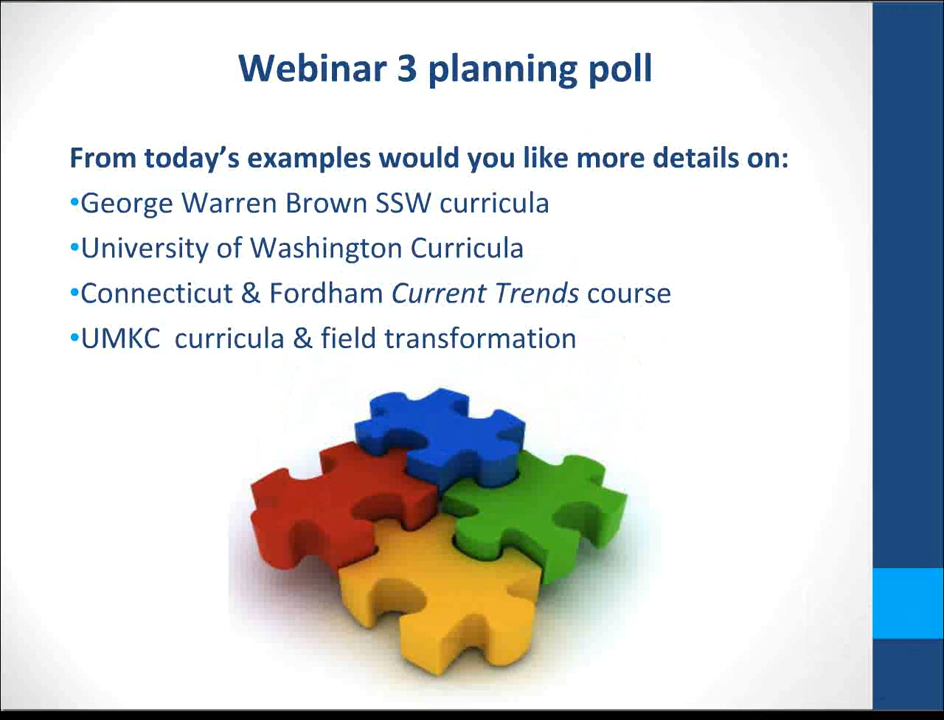 Webinar 3 planning poll
From today's examples would you like more details on:
•George Warren Brown SSW curricula
•University of Washington Curricula
•Connecticut & Fordham Current Trends course
•UMKC  curricula & field transformation